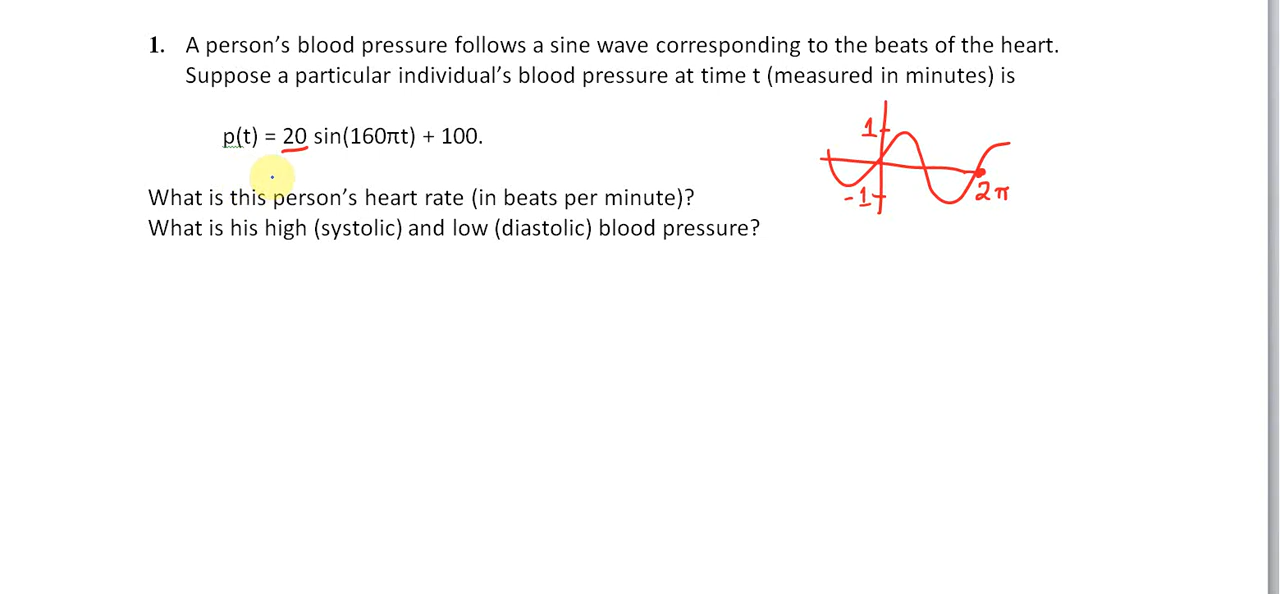 1. A person’s blood pressure follows a sine wave corresponding to the beats of the heart.
Suppose a particular individual’s blood pressure at time t (measured in minutes) is
p(t) = 20 sin(160πt) + 100.
1
-1
2π
What is this person’s heart rate (in beats per minute)?
What is his high (systolic) and low (diastolic) blood pressure?